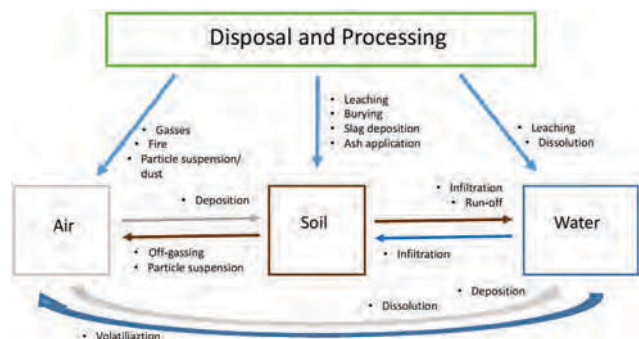 Disposal and Processing
• Gasses
• Fire
• Particle suspension/
dust
• Leaching
• Burying
• Slag deposition
• Ash application
• Leaching
• Dissolution
Air
• Deposition
Soil
• Infiltration
• Run-off
Water
• Off-gassing
• Particle suspension
• Infiltration
• Deposition
• Dissolution
• Volatiliaztion